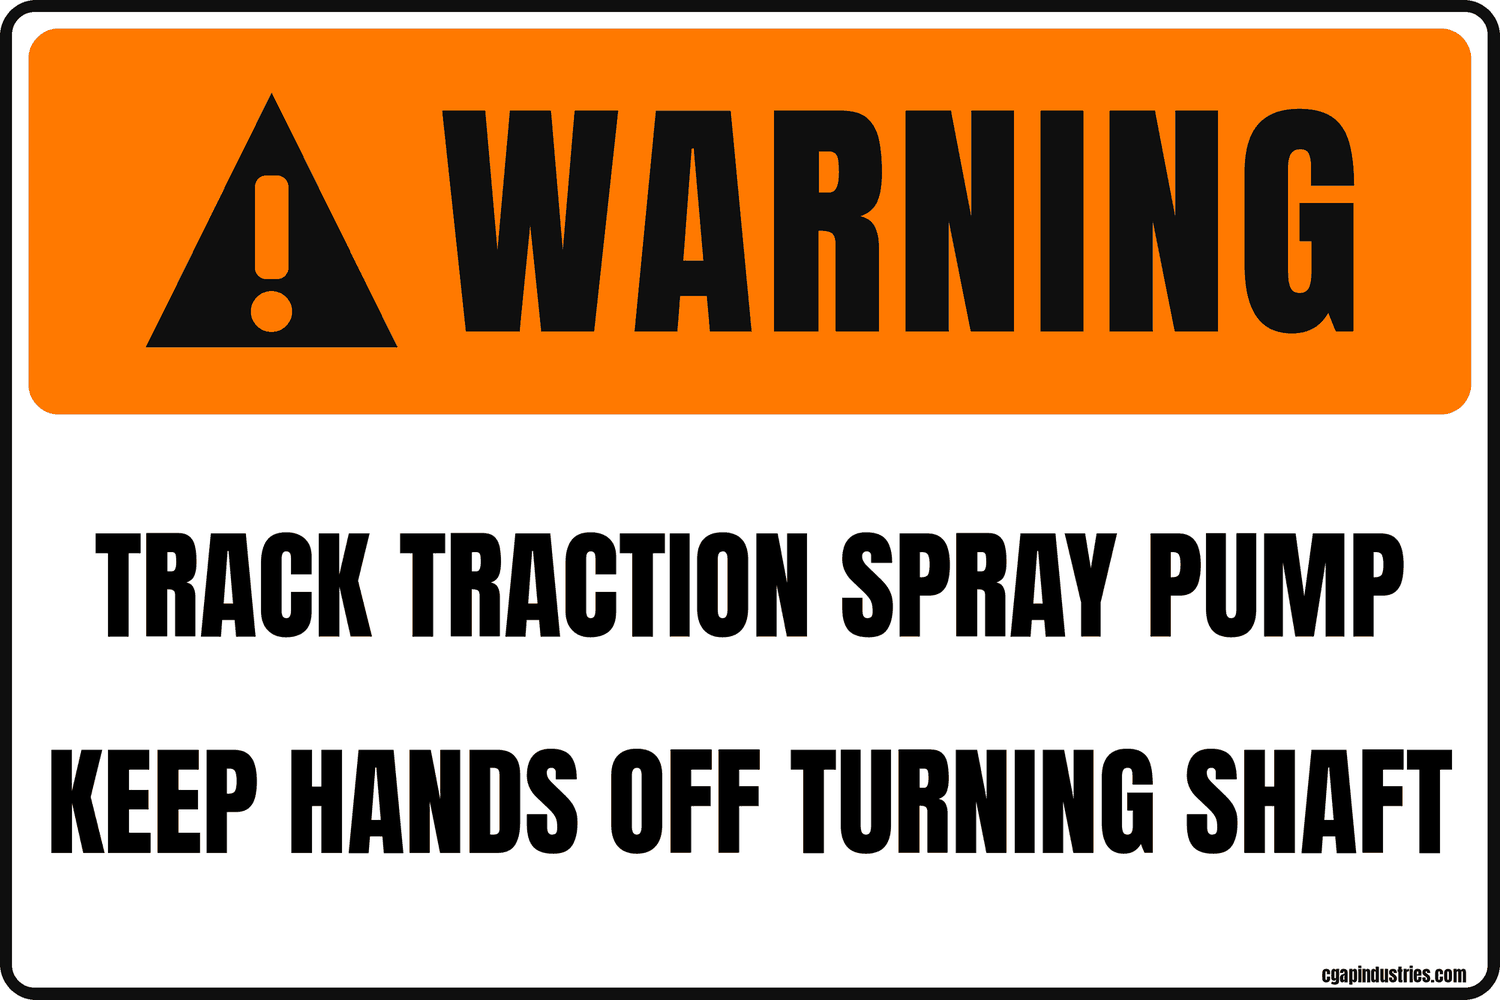 WARNING
TRACK TRACTION SPRAY PUMP
KEEP HANDS OFF TURNING SHAFT
cgapindustries.com